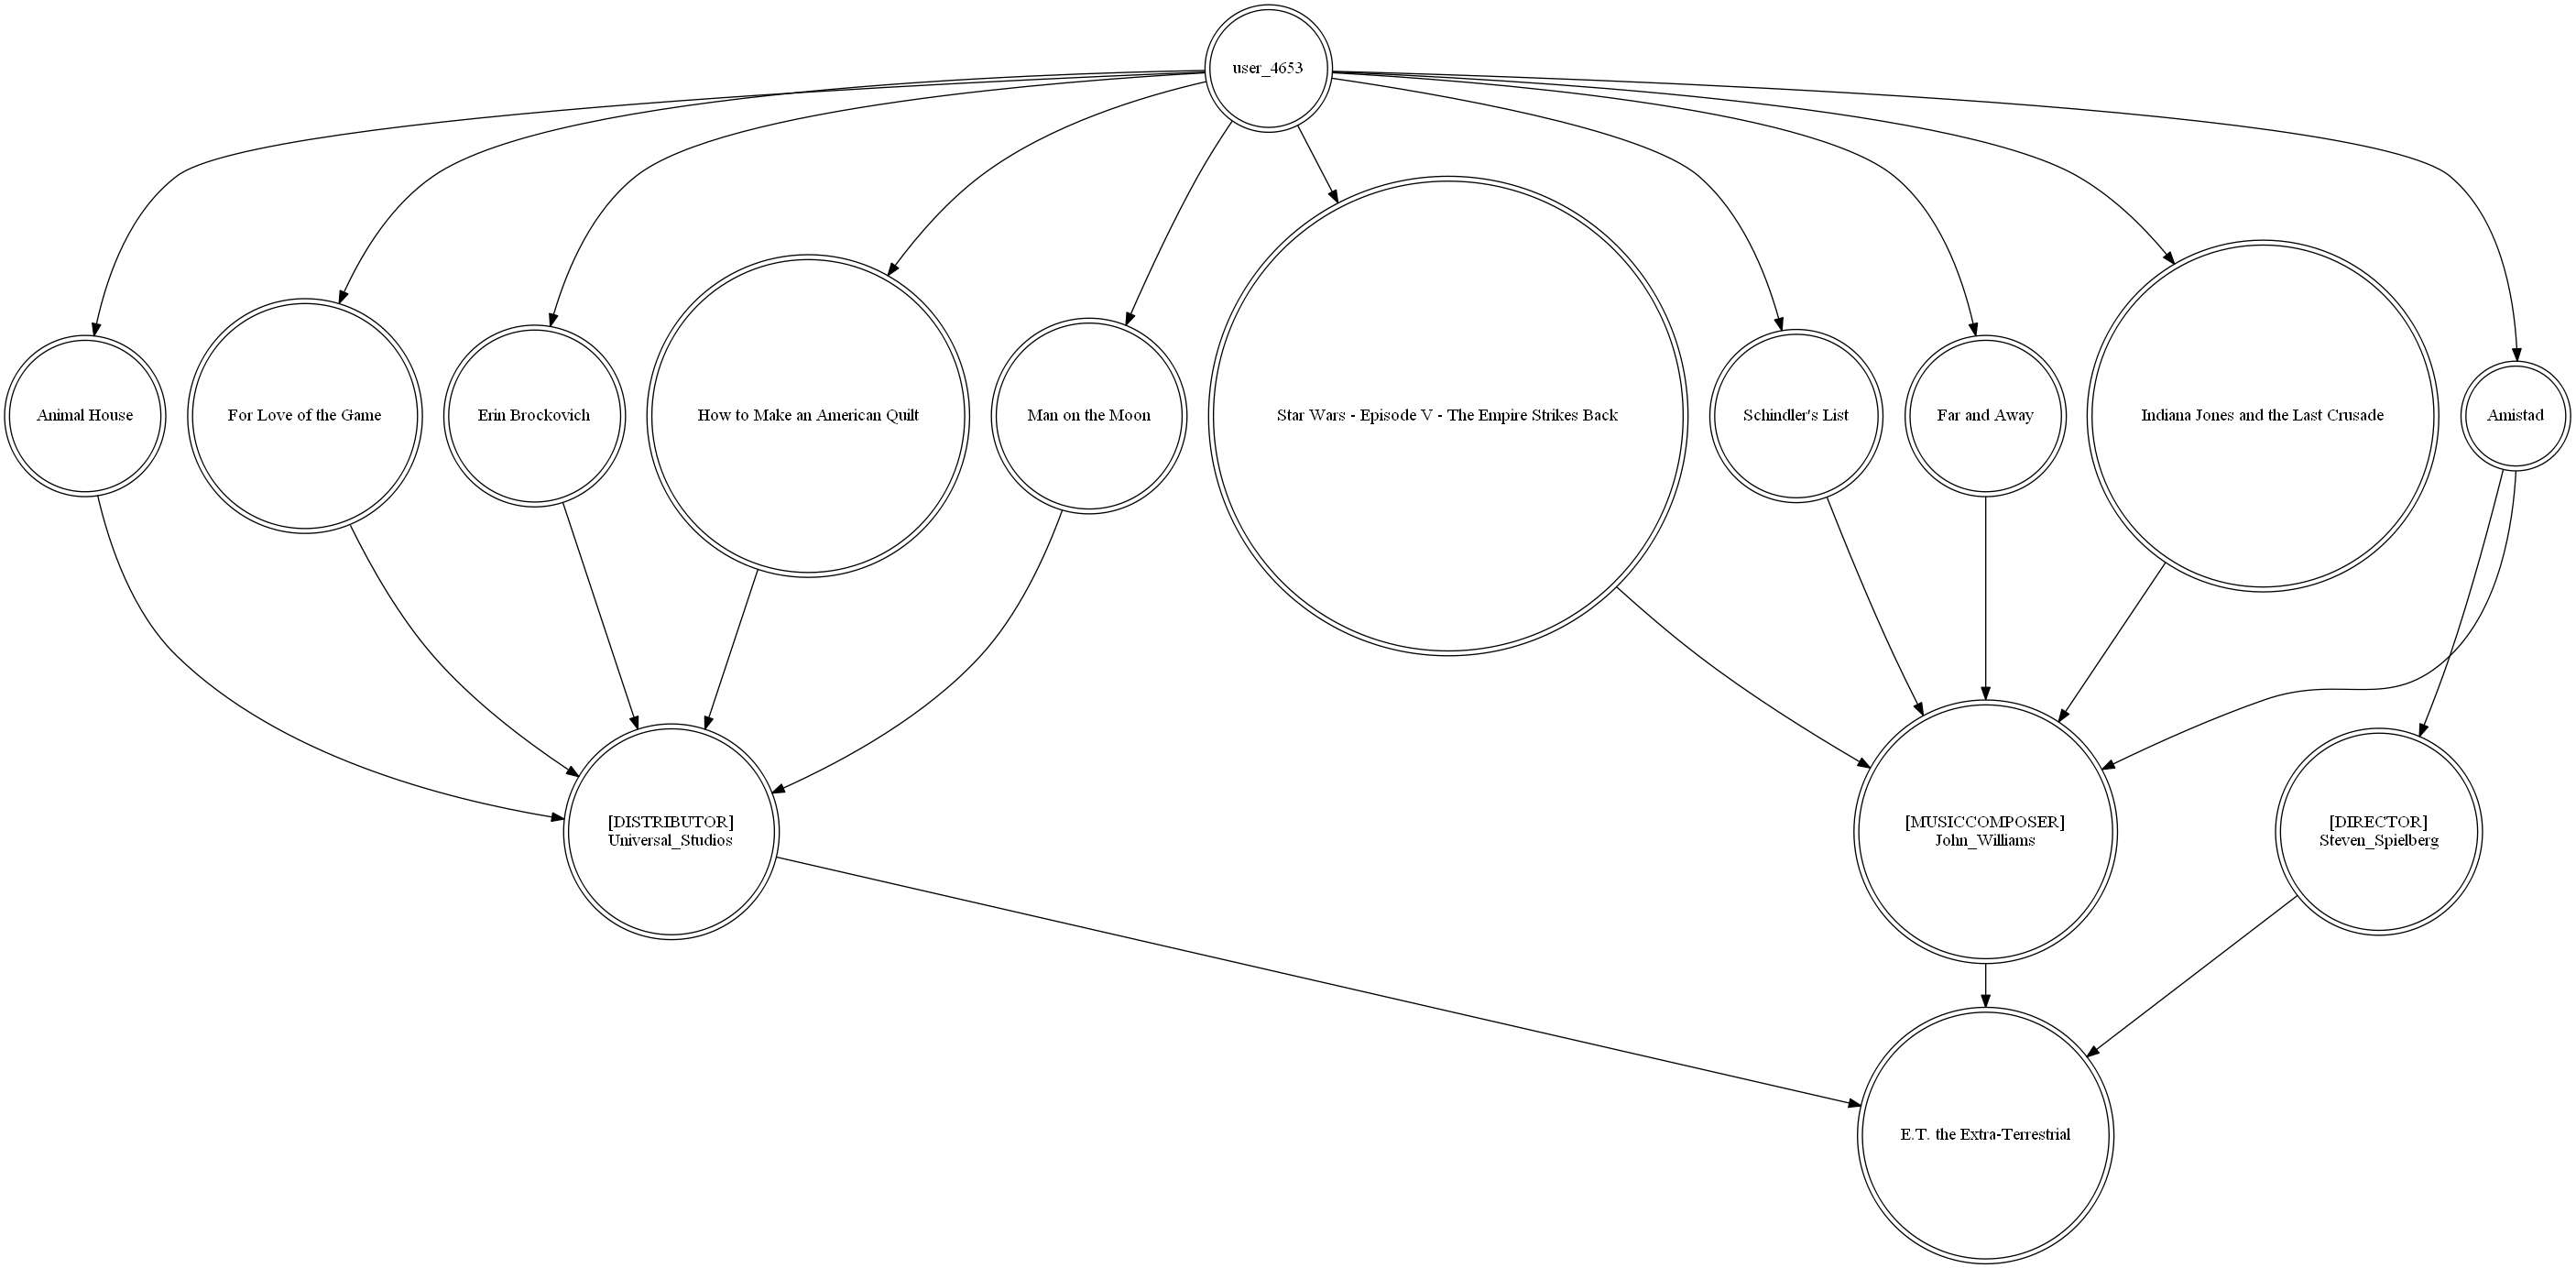 user_4653
Animal House
For Love of the Game
Erin Brockovich
How to Make an American Quilt
Man on the Moon
Star Wars - Episode V - The Empire Strikes Back
Schindler's List
Far and Away
Indiana Jones and the Last Crusade
Amistad
[DISTRIBUTOR]
Universal_Studios
[MUSICCOMPOSER]
John_Williams
[DIRECTOR]
Steven_Spielberg
E.T. the Extra-Terrestrial